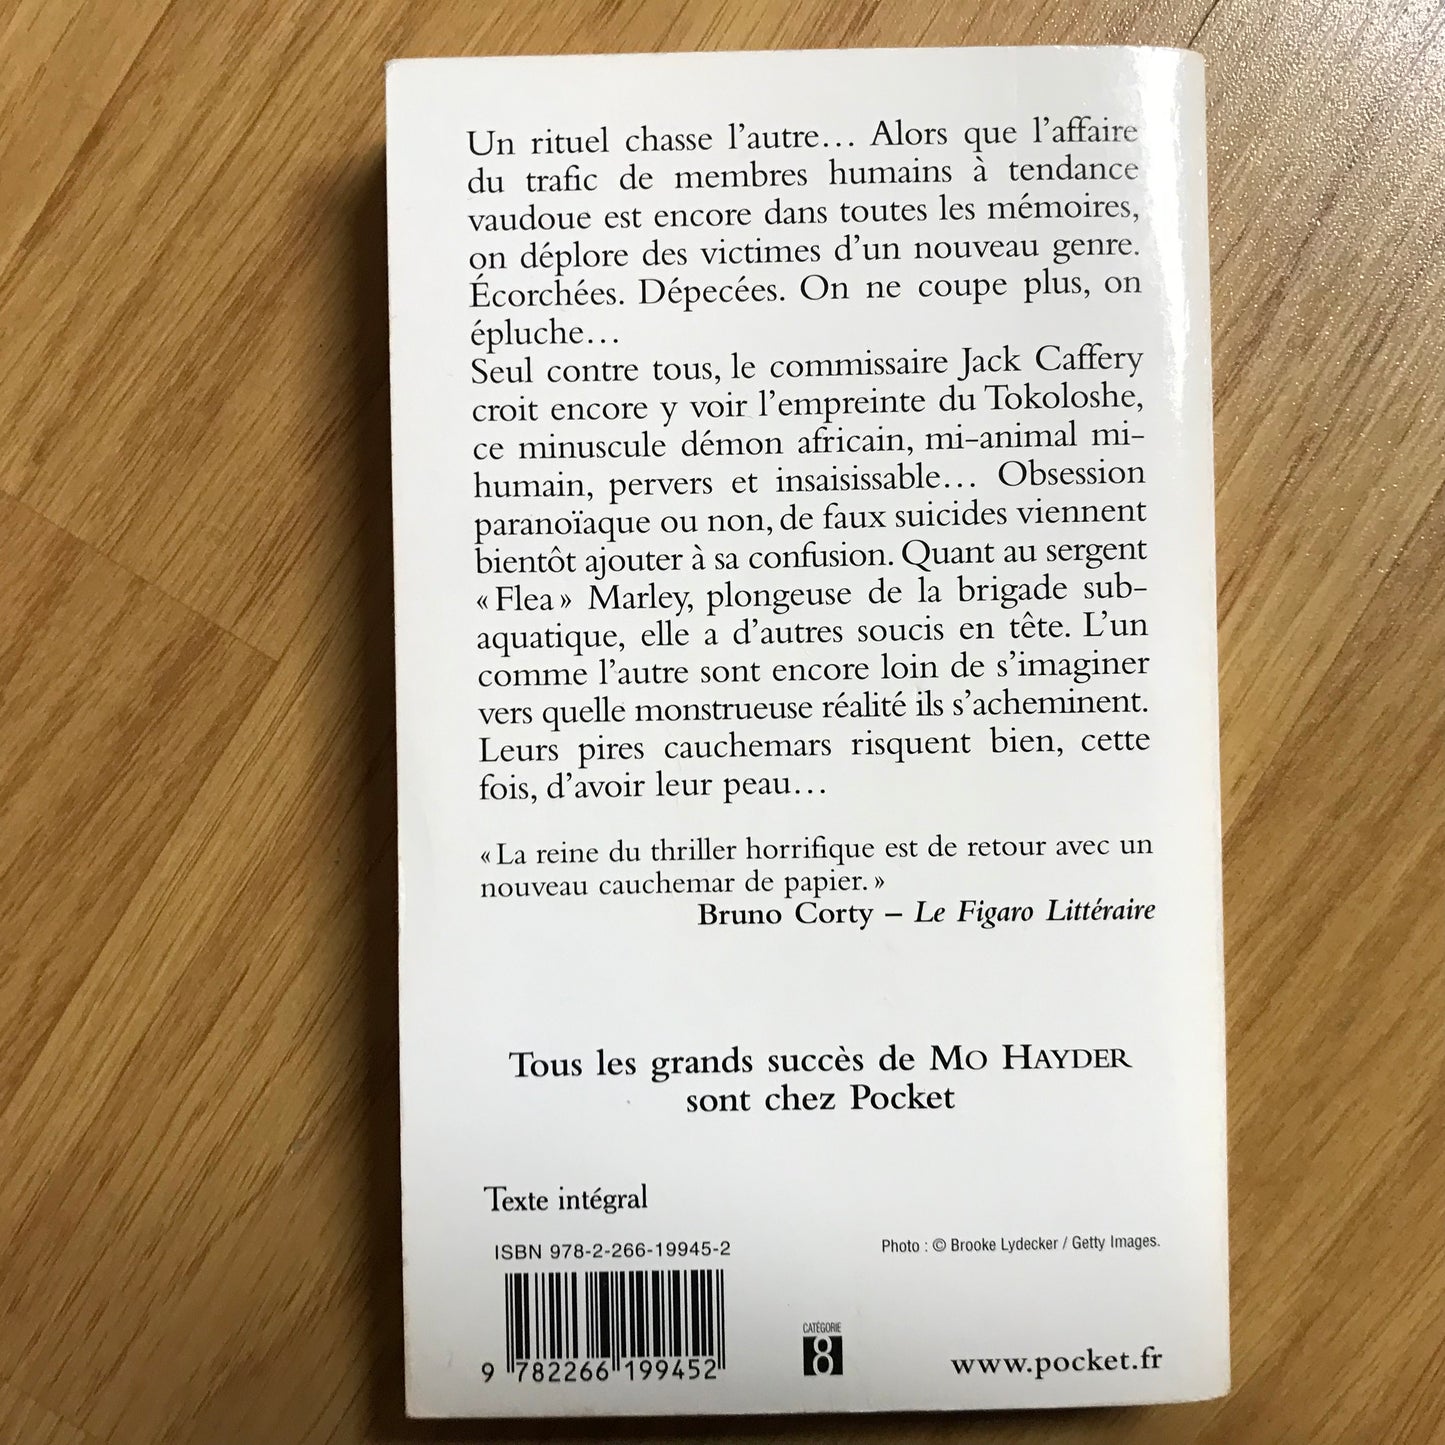 Un rituel chasse l'autre… Alors que l'affaire
du trafic de membres humains à tendance
vaudoue est encore dans toutes les mémoires,
on déplore des victimes d'un nouveau genre.
Écorchées. Dépecées. On ne coupe plus, on
épluche…
Seul contre tous, le commissaire Jack Caffery
croit encore y voir l'empreinte du Tokoloshe,
ce minuscule démon africain, mi-animal mi-
humain, pervers et insaisissable… Obsession
paranoïaque ou non, de faux suicides viennent
bientôt ajouter à sa confusion. Quant au sergent
« Flea » Marley, plongeuse de la brigade sub-
aquatique, elle a d'autres soucis en tête. L'un
comme l'autre sont encore loin de s'imaginer
vers quelle monstrueuse réalité ils s'acheminent.
Leurs pires cauchemars risquent bien, cette
fois, d'avoir leur peau…
« La reine du thriller horrifique est de retour avec un
nouveau cauchemar de papier. »
Bruno Corty – Le Figaro Littéraire
Tous les grands succès de MO HAYDER
sont chez Pocket
Texte intégral
ISBN 978-2-266-19945-2
Photo : © Brooke Lydecker / Getty Images.
9 782266 199452
CATÉGORIE
8
www.pocket.fr